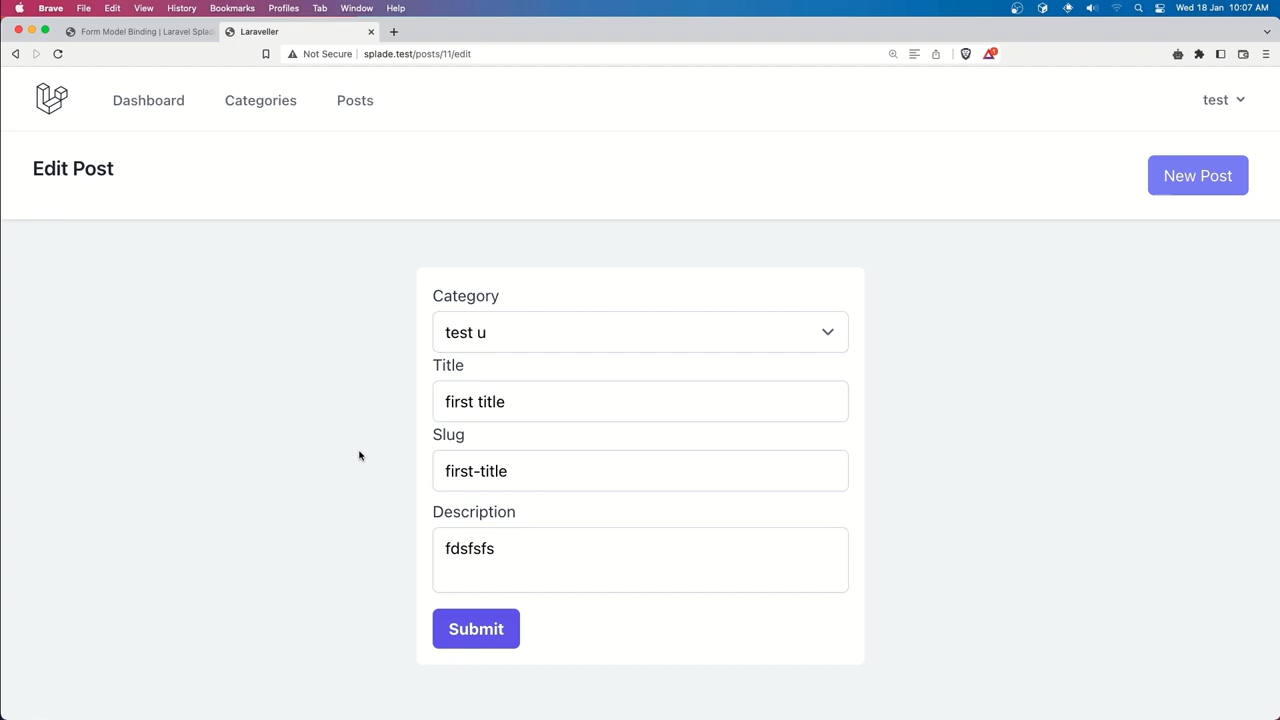 Brave File Edit View History Bookmarks Profiles Tab Window Help Wed 18 Jan 10:07 AM
Form Model Binding | Laravel Splad Laraveller
Not Secure splade.test/posts/11/edit
Dashboard Categories Posts test
Edit Post
New Post
Category
test u
Title
first title
Slug
first-title
Description
fdsfsfs
Submit